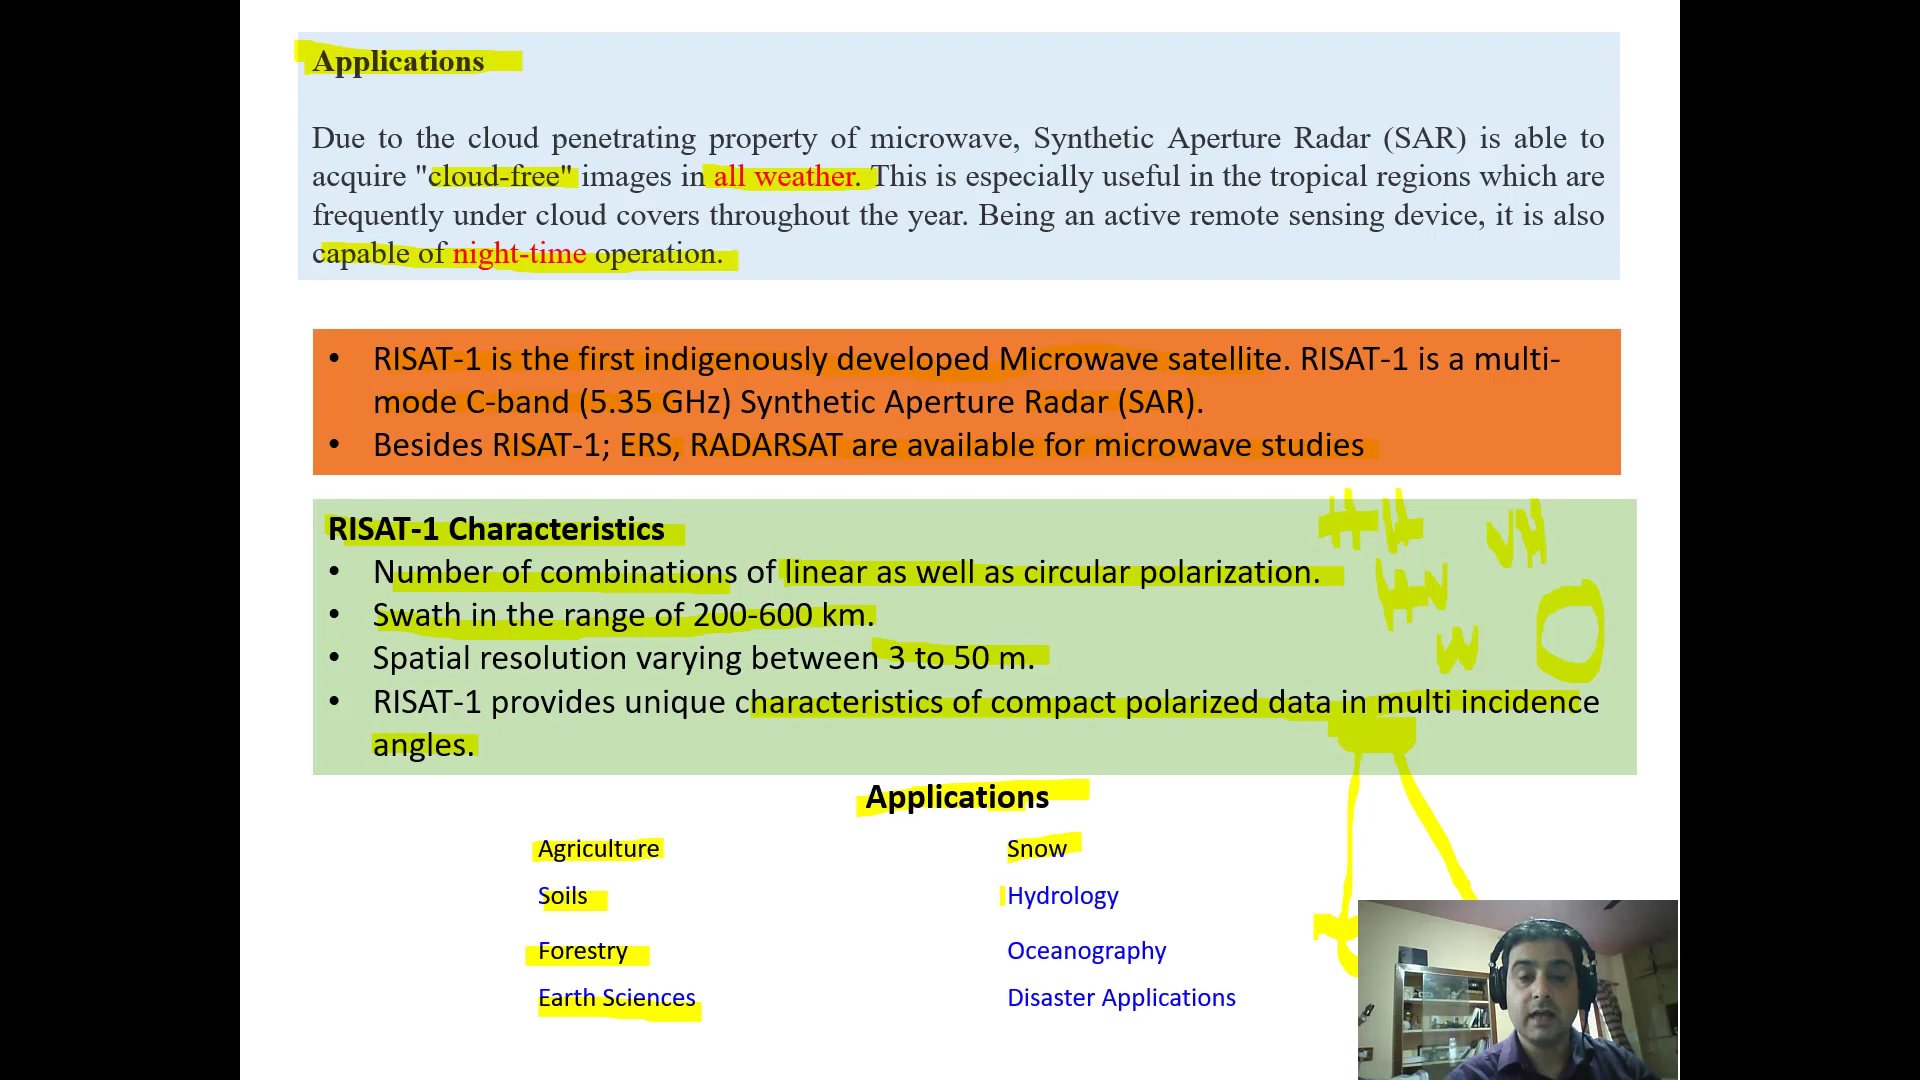 Applications
Due to the cloud penetrating property of microwave, Synthetic Aperture Radar (SAR) is able to
acquire "cloud-free" images in all weather. This is especially useful in the tropical regions which are
frequently under cloud covers throughout the year. Being an active remote sensing device, it is also
capable of night-time operation.
• RISAT-1 is the first indigenously developed Microwave satellite. RISAT-1 is a multi-
mode C-band (5.35 GHz) Synthetic Aperture Radar (SAR).
• Besides RISAT-1; ERS, RADARSAT are available for microwave studies
RISAT-1 Characteristics
• Number of combinations of linear as well as circular polarization.
• Swath in the range of 200-600 km.
• Spatial resolution varying between 3 to 50 m.
• RISAT-1 provides unique characteristics of compact polarized data in multi incidence
angles.
Applications
Agriculture
Snow
Soils
Hydrology
Forestry
Oceanography
Earth Sciences
Disaster Applications